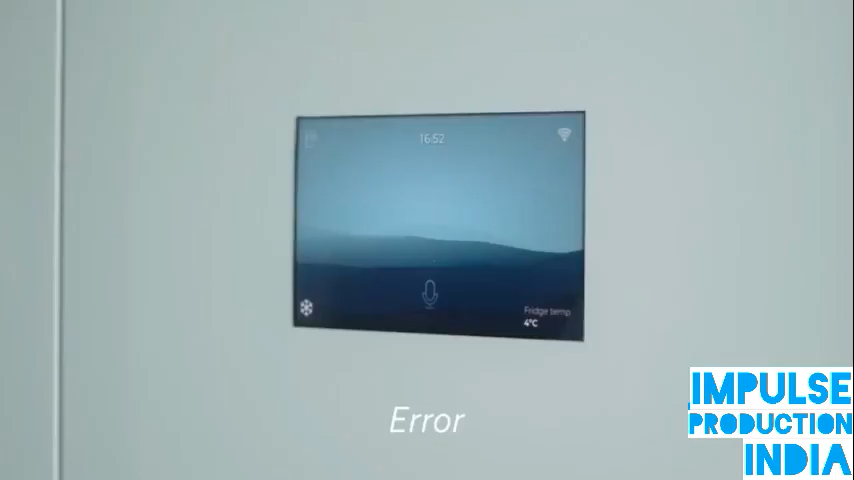 16:52
Fridge temp
4°C
Error
IMPULSE
PRODUCTION
INDIA